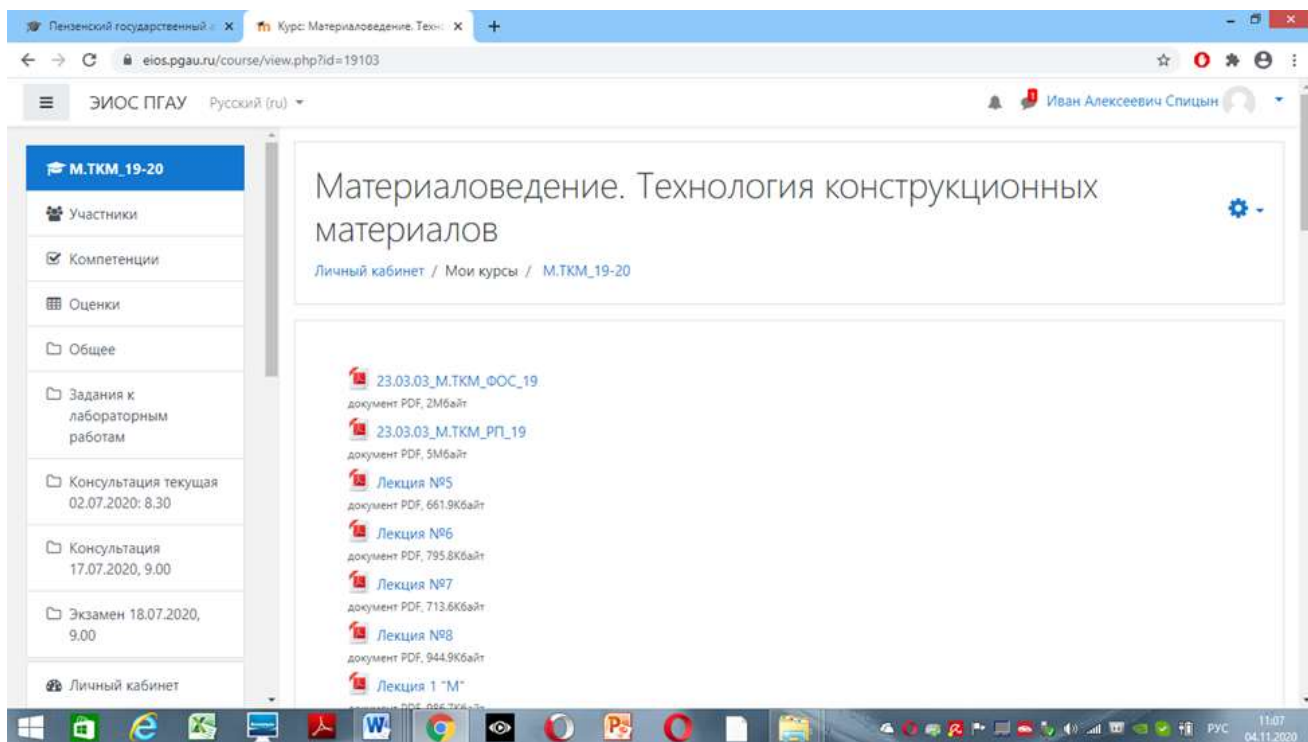 Пензенский государственный
Курс: Материаловедение. Техн
eios.pgau.ru/course/view.php?id=19103
ЭИОС ПГАУ Русский (ru)
Иван Алексеевич Спицын
М.ТКМ_19-20
Участники
Компетенции
Оценки
Общее
Задания к
лабораторным
работам
Консультация текущая
02.07.2020: 8.30
Консультация
17.07.2020, 9.00
Экзамен 18.07.2020,
9.00
Личный кабинет
Материаловедение. Технология конструкционных
материалов
Личный кабинет / Мои курсы / М.ТКМ_19-20
23.03.03_М.ТКМ_ФОС_19
документ PDF, 2Мбайт
23.03.03_М.ТКМ_РП_19
документ PDF, 5Мбайт
Лекция №5
документ PDF, 661.9Кбайт
Лекция №6
документ PDF, 795.8Кбайт
Лекция №7
документ PDF, 713.6Кбайт
Лекция №8
документ PDF, 944.9Кбайт
Лекция 1 "М"
РУС
11:07
04.11.2020